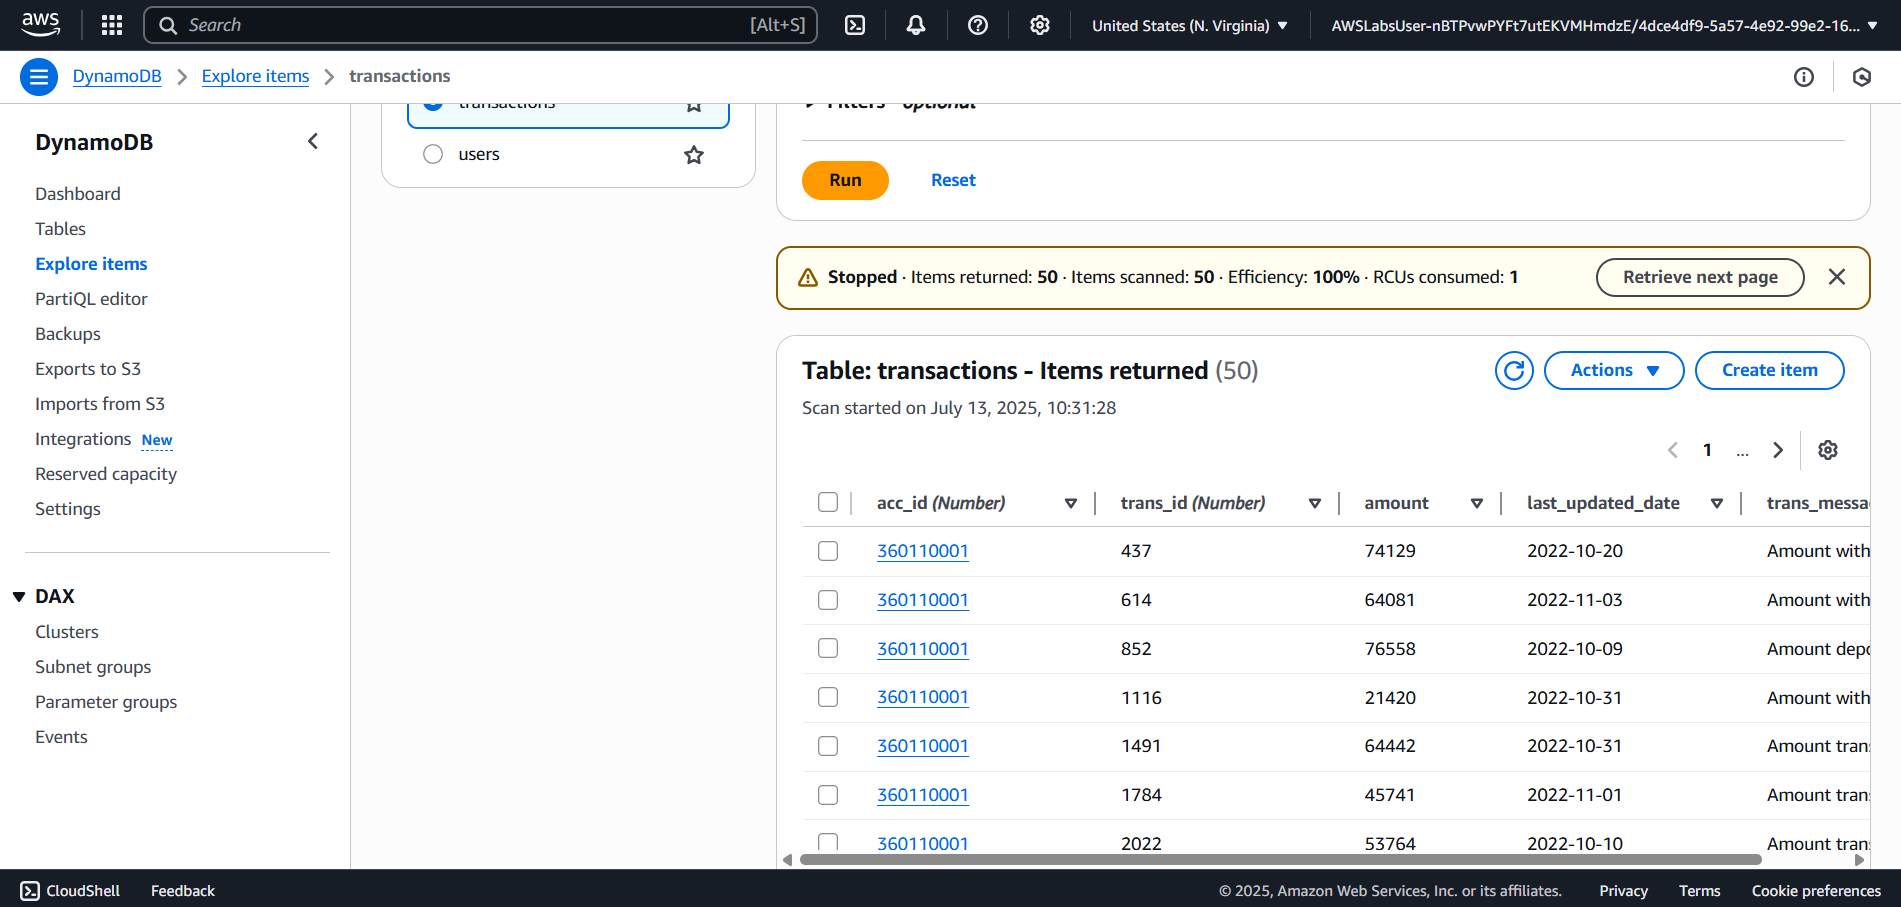 aws
Search [Alt+S]
United States (N. Virginia)
AWSLabsUser-nBTPvwPYFt7utEKVMHmdzE/4dce4df9-5a57-4e92-99e2-16...
DynamoDB > Explore items > transactions
DynamoDB
Dashboard
Tables
Explore items
PartiQL editor
Backups
Exports to S3
Imports from S3
Integrations New
Reserved capacity
Settings
DAX
Clusters
Subnet groups
Parameter groups
Events
transactions
users
Filters - optional
Run Reset
Stopped · Items returned: 50 · Items scanned: 50 · Efficiency: 100% · RCUs consumed: 1
Retrieve next page
Table: transactions - Items returned (50)
Actions Create item
Scan started on July 13, 2025, 10:31:28
1 ...
acc_id (Number) trans_id (Number) amount last_updated_date trans_messa
360110001 437 74129 2022-10-20 Amount with
360110001 614 64081 2022-11-03 Amount with
360110001 852 76558 2022-10-09 Amount depo
360110001 1116 21420 2022-10-31 Amount with
360110001 1491 64442 2022-10-31 Amount tran
360110001 1784 45741 2022-11-01 Amount tran
360110001 2022 53764 2022-10-10 Amount tran
CloudShell Feedback
© 2025, Amazon Web Services, Inc. or its affiliates. Privacy Terms Cookie preferences